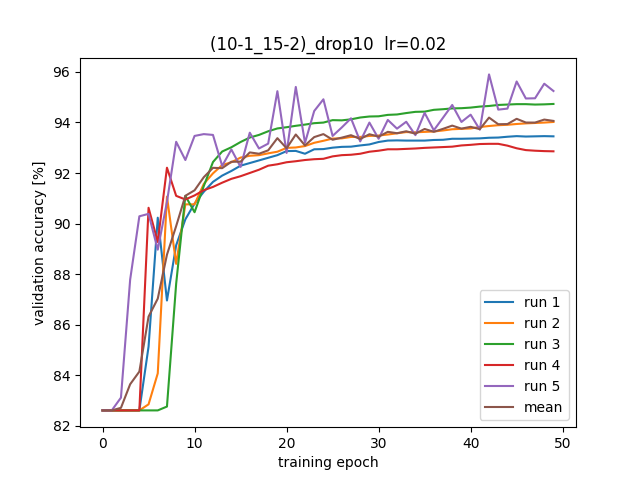 (10-1_15-2)_drop10  lr=0.02
validation accuracy [%]
96
94
92
90
88
86
84
82
0
10
20
30
40
50
training epoch
run 1
run 2
run 3
run 4
run 5
mean